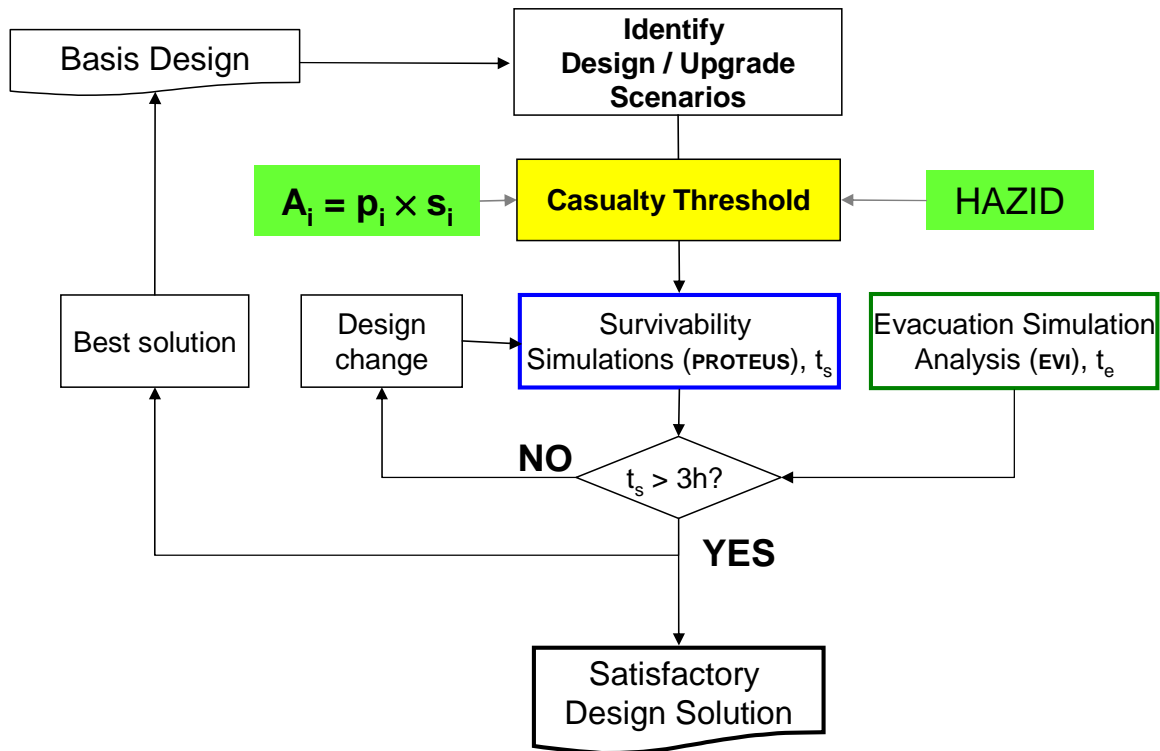 Basis Design
Identify
Design / Upgrade
Scenarios
Aᵢ = pᵢ × sᵢ
Casualty Threshold
HAZID
Best solution
Design
change
Survivability
Simulations (PROTEUS), tₛ
Evacuation Simulation
Analysis (EVI), tₑ
NO
tₛ > 3h?
YES
Satisfactory
Design Solution